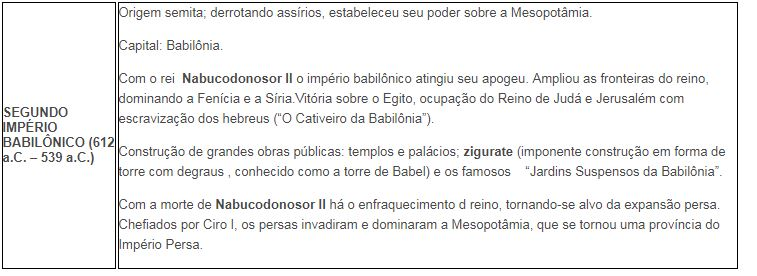 SEGUNDO
IMPÉRIO
BABILÔNICO (612
a.C. – 539 a.C.)
Origem semita; derrotando assírios, estabeleceu seu poder sobre a Mesopotâmia.
Capital: Babilônia.
Com o rei  Nabucodonosor II o império babilônico atingiu seu apogeu. Ampliou as fronteiras do reino,
dominando a Fenícia e a Síria.Vitória sobre o Egito, ocupação do Reino de Judá e Jerusalém com
escravização dos hebreus (“O Cativeiro da Babilônia”).
Construção de grandes obras públicas: templos e palácios; zigurate (imponente construção em forma de
torre com degraus , conhecido como a torre de Babel) e os famosos    “Jardins Suspensos da Babilônia”.
Com a morte de Nabucodonosor II há o enfraquecimento d reino, tornando-se alvo da expansão persa.
Chefiados por Ciro I, os persas invadiram e dominaram a Mesopotâmia, que se tornou uma província do
Império Persa.